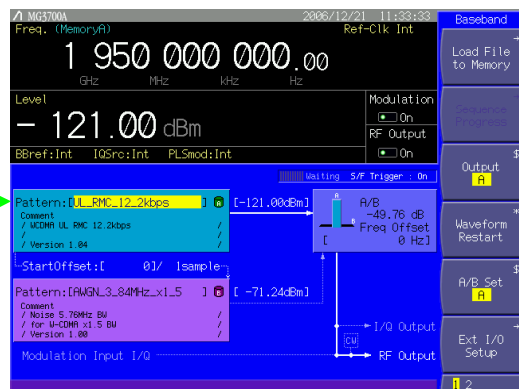 MG3700A 2006/12/21 11:33:33
Freq. (MemoryA) Ref-Clk Int
1 950 000 000.00
GHz MHz kHz Hz
Level
- 121.00 dBm
Modulation
On
RF Output
On
BBref:Int IQSrc:Int PLSmod:Int
Waiting S/F Trigger : On
Pattern:[UL_RMC_12_2kbps ] A [-121.00dBm]
Comment
/ WCDMA UL RMC 12.2kbps /
/ /
/ Version 1.04 /
A B
A/B
-49.76 dB
Freq Offset
[ 0 Hz]
StartOffset:[ 0]/ 1sample
Pattern:[AWGN_3_84MHz_x1_5 ] B [ -71.24dBm]
Comment
/ Noise 5.76MHz BW /
/ for W-CDMA x1.5 BW /
/ Version 1.00 /
I/Q Output
CW
Modulation Input I/Q RF Output
Baseband
Load File
to Memory
Sequence
Progress
$
Output
A
*
Waveform
Restart
$
A/B Set
A
Ext I/O
Setup
1 2